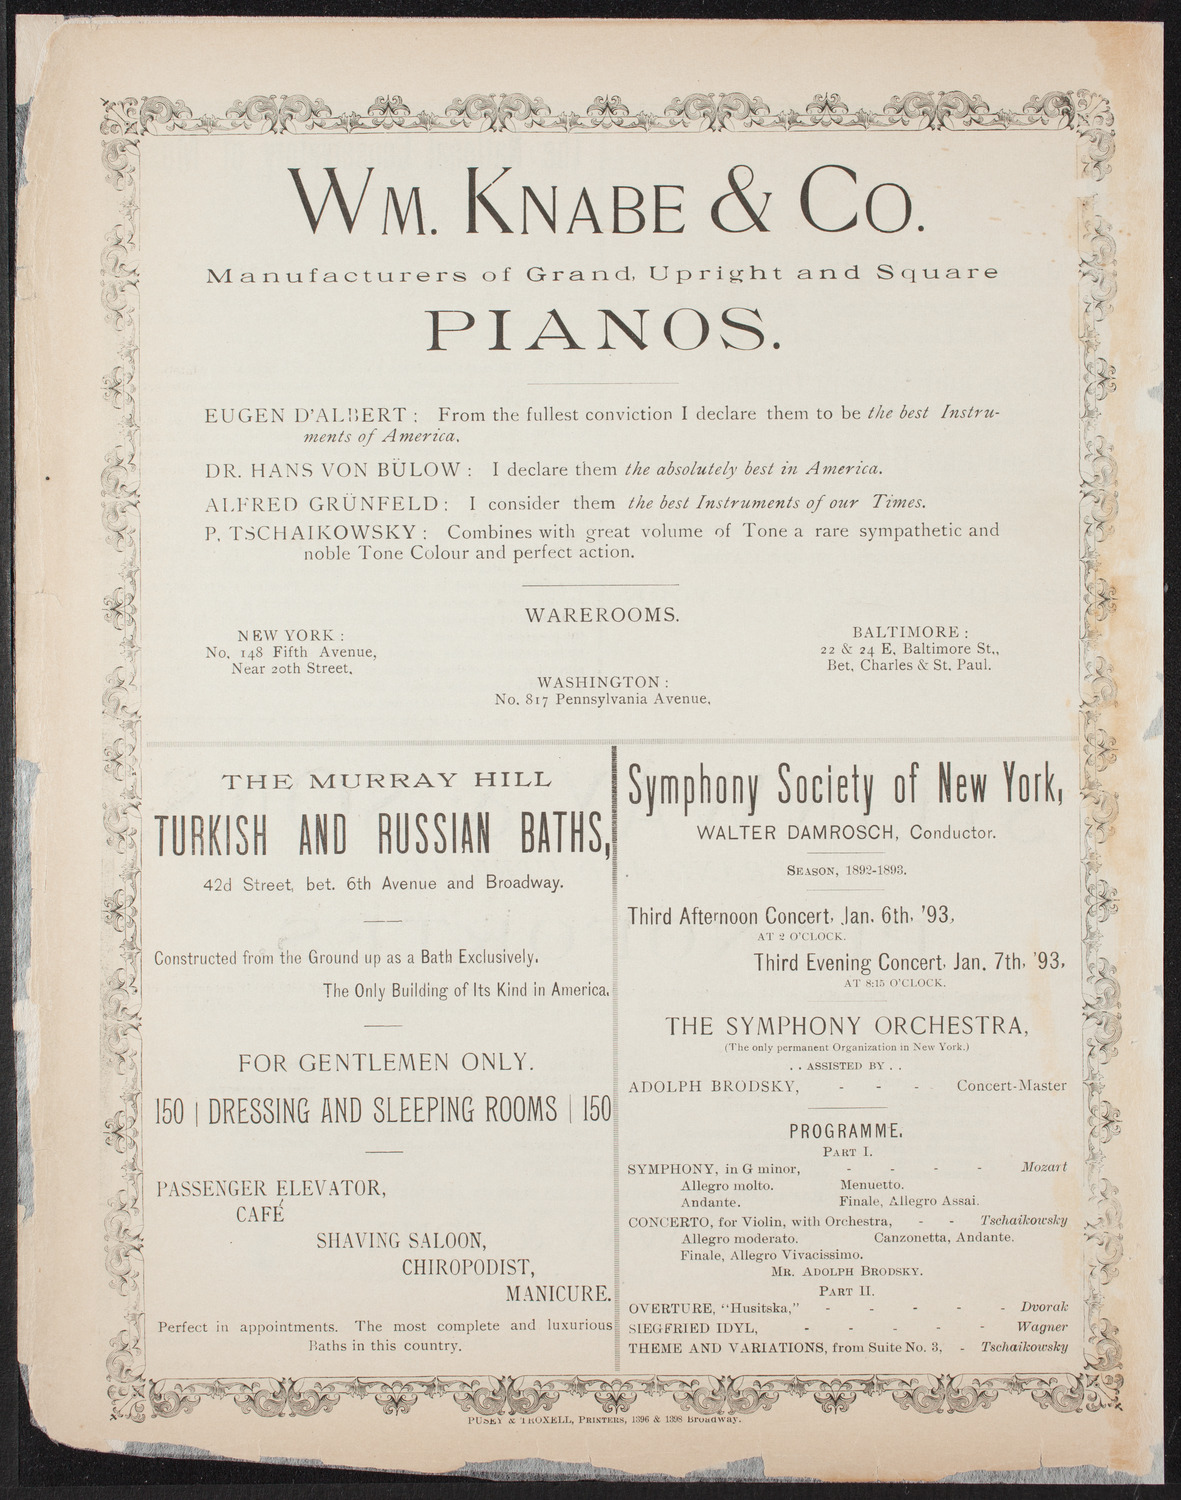 WM. KNABE & CO.
Manufacturers of Grand, Upright and Square
PIANOS.
EUGEN D'ALBERT: From the fullest conviction I declare them to be the best Instru-
ments of America.
DR. HANS VON BÜLOW: I declare them the absolutely best in America.
ALFRED GRÜNFELD: I consider them the best Instruments of our Times.
P. TSCHAIKOWSKY: Combines with great volume of Tone a rare sympathetic and
noble Tone Colour and perfect action.
WAREROOMS.
NEW YORK:
No. 148 Fifth Avenue,
Near 20th Street.
WASHINGTON:
No. 817 Pennsylvania Avenue.
BALTIMORE:
22 & 24 E. Baltimore St.,
Bet. Charles & St. Paul.
THE MURRAY HILL
TURKISH AND RUSSIAN BATHS,
42d Street, bet. 6th Avenue and Broadway.
Constructed from the Ground up as a Bath Exclusively.
The Only Building of Its Kind in America.
FOR GENTLEMEN ONLY.
150 | DRESSING AND SLEEPING ROOMS | 150
PASSENGER ELEVATOR,
CAFÉ
SHAVING SALOON,
CHIROPODIST,
MANICURE.
Perfect in appointments. The most complete and luxurious
Baths in this country.
Symphony Society of New York,
WALTER DAMROSCH, Conductor.
SEASON, 1892-1893.
Third Afternoon Concert, Jan. 6th, '93,
AT 2 O'CLOCK.
Third Evening Concert, Jan. 7th, '93,
AT 8:15 O'CLOCK.
THE SYMPHONY ORCHESTRA,
(The only permanent Organization in New York.)
. . ASSISTED BY . .
ADOLPH BRODSKY, - - - Concert-Master
PROGRAMME.
PART I.
SYMPHONY, in G minor, - - - - Mozart
Allegro molto. Menuetto.
Andante. Finale, Allegro Assai.
CONCERTO, for Violin, with Orchestra, - - Tschaikowsky
Allegro moderato. Canzonetta, Andante.
Finale, Allegro Vivacissimo.
MR. ADOLPH BRODSKY.
PART II.
OVERTURE, "Husitska," - - - - - Dvorak
SIEGFRIED IDYL, - - - - - Wagner
THEME AND VARIATIONS, from Suite No. 3, - Tschaikowsky
PUSEY & TROXELL, PRINTERS, 1396 & 1398 Broadway.